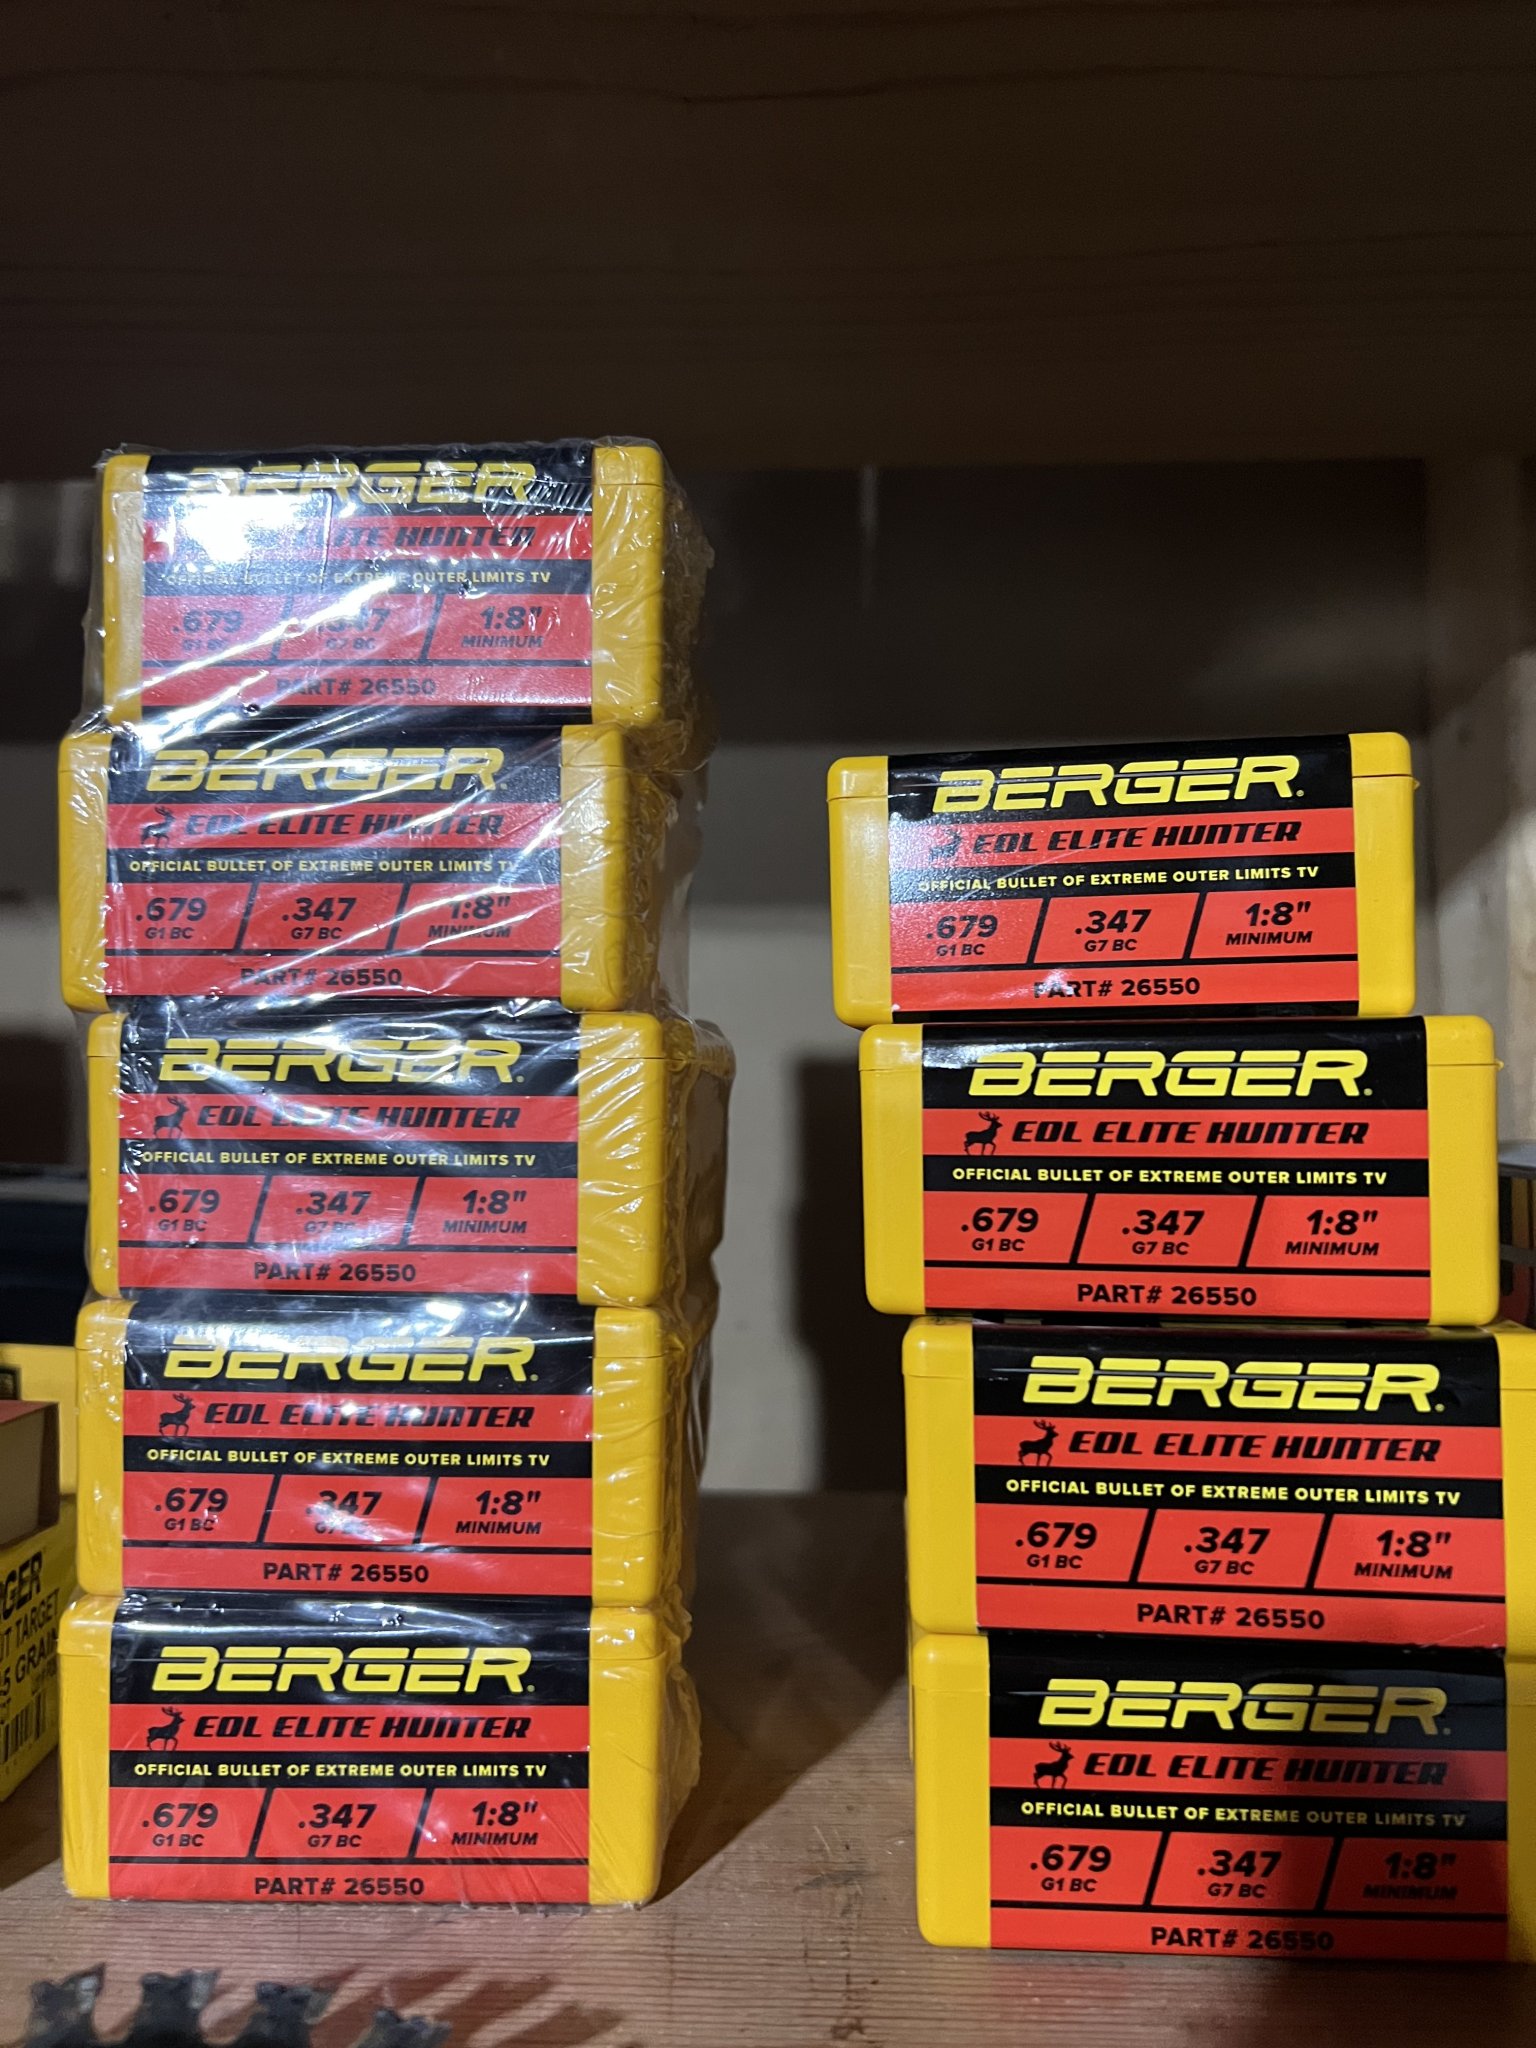 BERGER
ELITE HUNTER
OFFICIAL BULLET OF EXTREME OUTER LIMITS TV
.679 .347 1:8"
G1 BC G7 BC MINIMUM
PART# 26550
BERGER.
EOL ELITE HUNTER
OFFICIAL BULLET OF EXTREME OUTER LIMITS TV
.679 .347 1:8"
G1 BC G7 BC MINIMUM
PART# 26550
BERGER.
EOL ELITE HUNTER
OFFICIAL BULLET OF EXTREME OUTER LIMITS TV
.679 .347 1:8"
G1 BC G7 BC MINIMUM
PART# 26550
BERGER.
EOL ELITE HUNTER
OFFICIAL BULLET OF EXTREME OUTER LIMITS TV
.679 .347 1:8"
G1 BC G7 BC MINIMUM
PART# 26550
BERGER.
EOL ELITE HUNTER
OFFICIAL BULLET OF EXTREME OUTER LIMITS TV
.679 .347 1:8"
G1 BC G7 BC MINIMUM
PART# 26550
BERGER.
EOL ELITE HUNTER
OFFICIAL BULLET OF EXTREME OUTER LIMITS TV
.679 .347 1:8"
G1 BC G7 BC MINIMUM
PART# 26550
BERGER.
EOL ELITE HUNTER
OFFICIAL BULLET OF EXTREME OUTER LIMITS TV
.679 .347 1:8"
G1 BC G7 BC MINIMUM
PART# 26550
BERGER.
EOL ELITE HUNTER
OFFICIAL BULLET OF EXTREME OUTER LIMITS TV
.679 .347 1:8"
G1 BC G7 BC MINIMUM
PART# 26550
BERGER.
EOL ELITE HUNTER
OFFICIAL BULLET OF EXTREME OUTER LIMITS TV
.679 .347 1:8"
G1 BC G7 BC MINIMUM
PART# 26550
GER
TARGET
5 GRAIN